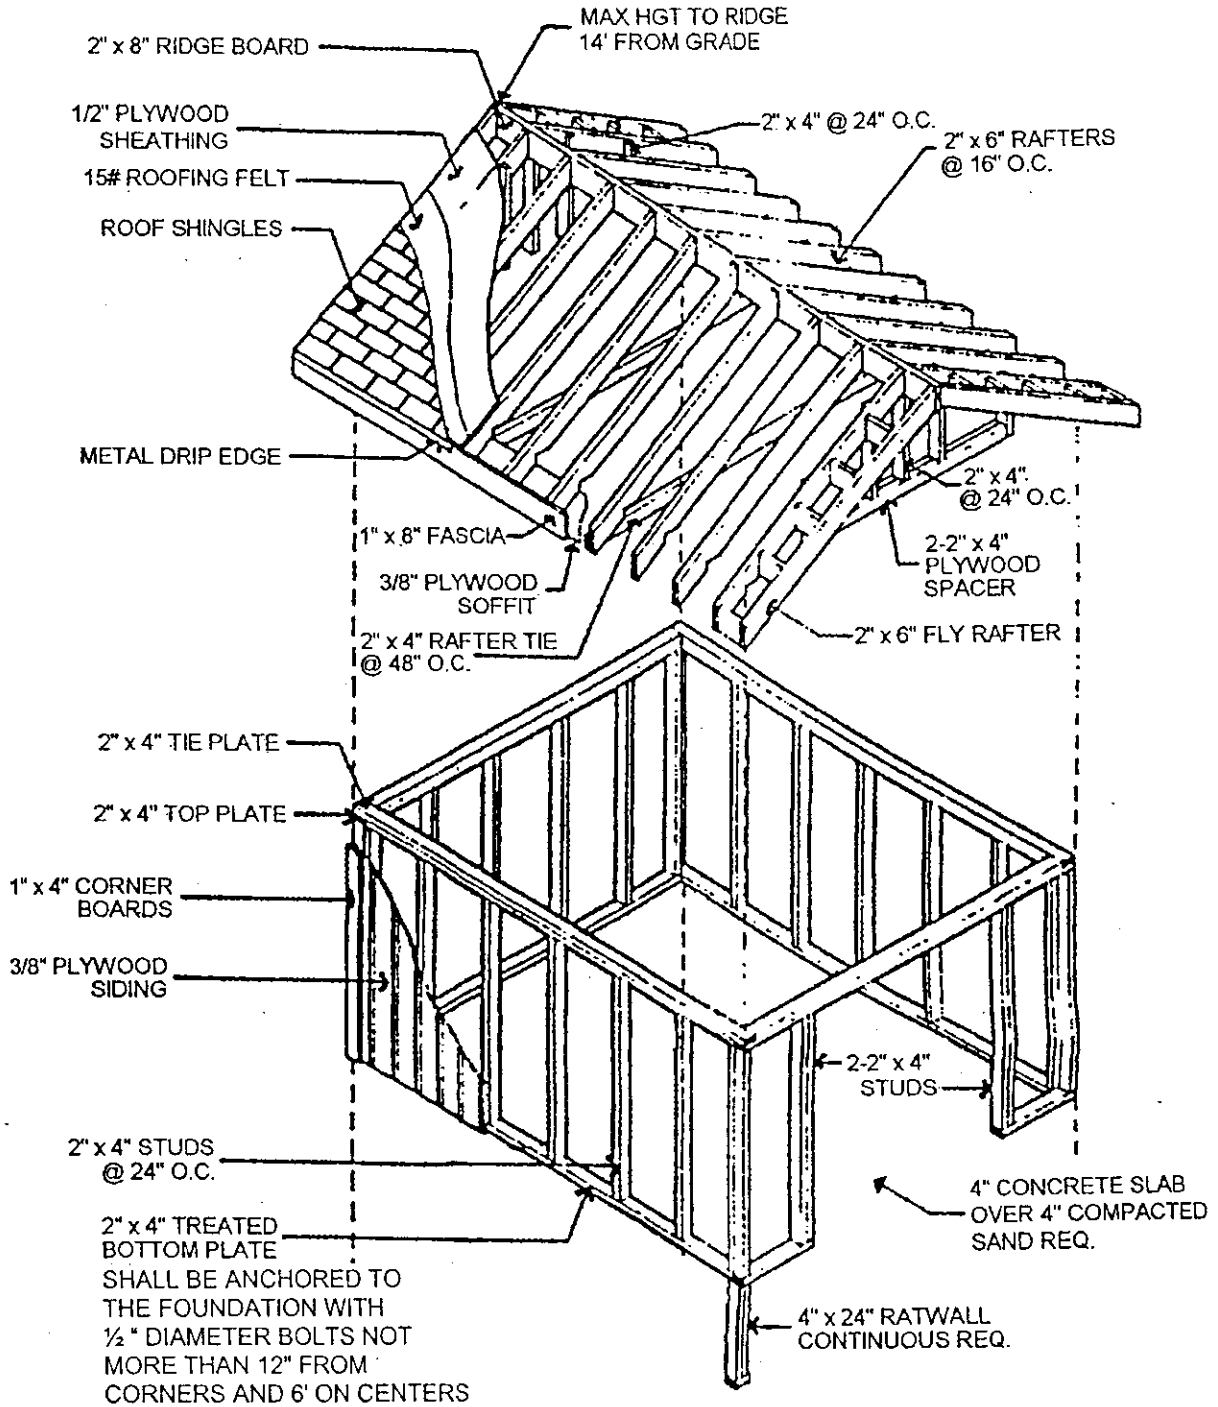 MAX HGT TO RIDGE
14' FROM GRADE
2" x 8" RIDGE BOARD
1/2" PLYWOOD
SHEATHING
2" x 4" @ 24" O.C.
2" x 6" RAFTERS
@ 16" O.C.
15# ROOFING FELT
ROOF SHINGLES
METAL DRIP EDGE
2" x 4"
@ 24" O.C.
1" x 8" FASCIA
2-2" x 4"
PLYWOOD
SPACER
3/8" PLYWOOD
SOFFIT
2" x 4" RAFTER TIE
@ 48" O.C.
2" x 6" FLY RAFTER
2" x 4" TIE PLATE
2" x 4" TOP PLATE
1" x 4" CORNER
BOARDS
3/8" PLYWOOD
SIDING
2-2" x 4"
STUDS
2" x 4" STUDS
@ 24" O.C.
4" CONCRETE SLAB
OVER 4" COMPACTED
SAND REQ.
2" x 4" TREATED
BOTTOM PLATE
SHALL BE ANCHORED TO
THE FOUNDATION WITH
½ " DIAMETER BOLTS NOT
MORE THAN 12" FROM
CORNERS AND 6' ON CENTERS
4" x 24" RATWALL
CONTINUOUS REQ.